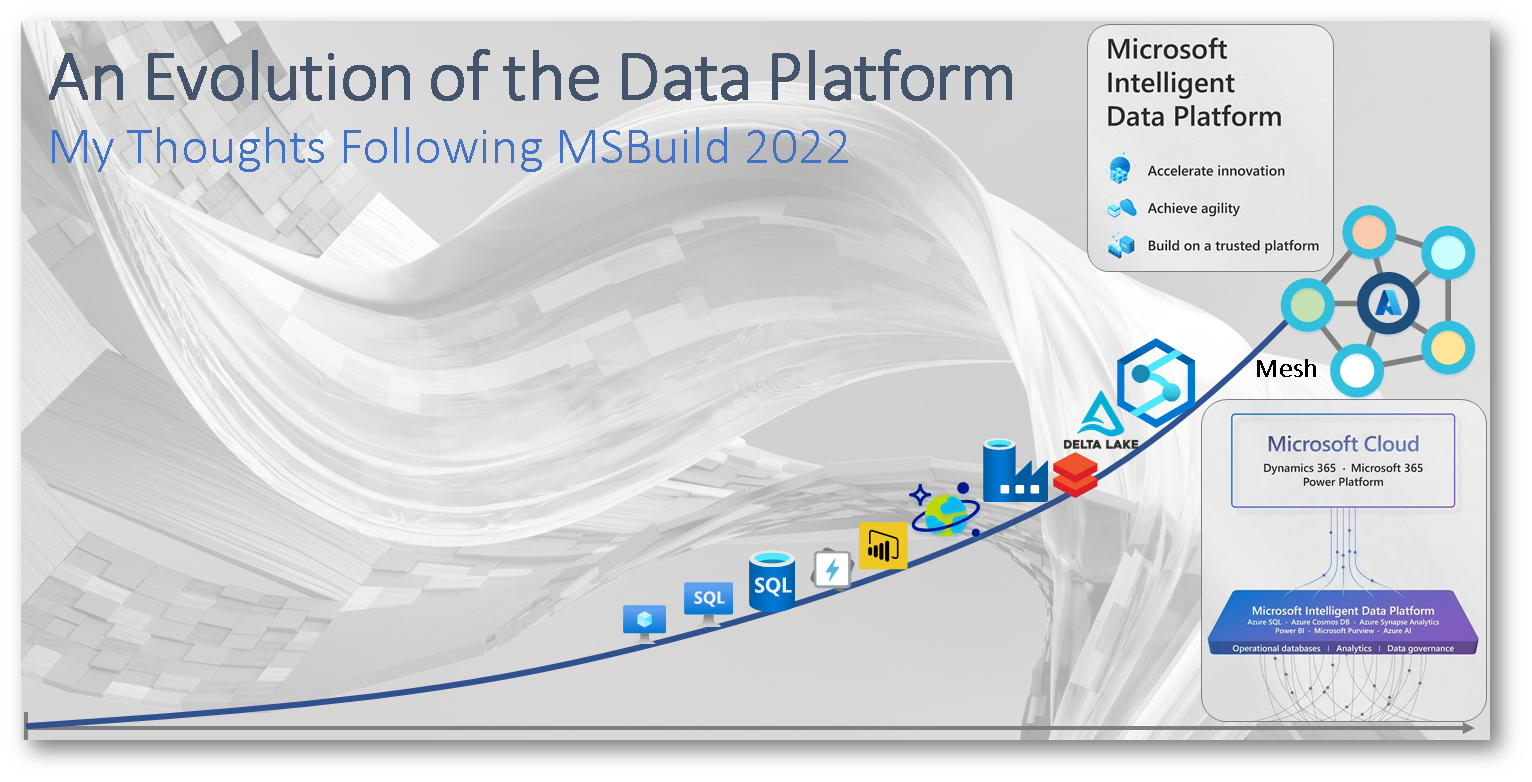 An Evolution of the Data Platform
My Thoughts Following MSBuild 2022
Microsoft
Intelligent
Data Platform
Accelerate innovation
Achieve agility
Build on a trusted platform
Mesh
DELTA LAKE
SQL
SQL
Microsoft Cloud
Dynamics 365 · Microsoft 365
Power Platform
Microsoft Intelligent Data Platform
Azure SQL · Azure Cosmos DB · Azure Synapse Analytics
Power BI · Microsoft Purview · Azure AI
Operational databases | Analytics | Data governance